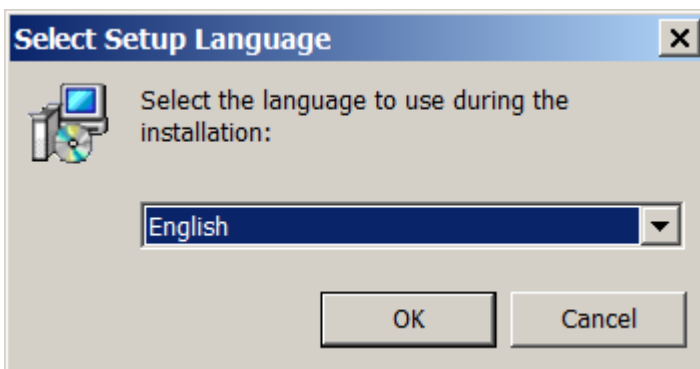 Select Setup Language
Select the language to use during the
installation:
English
OK
Cancel